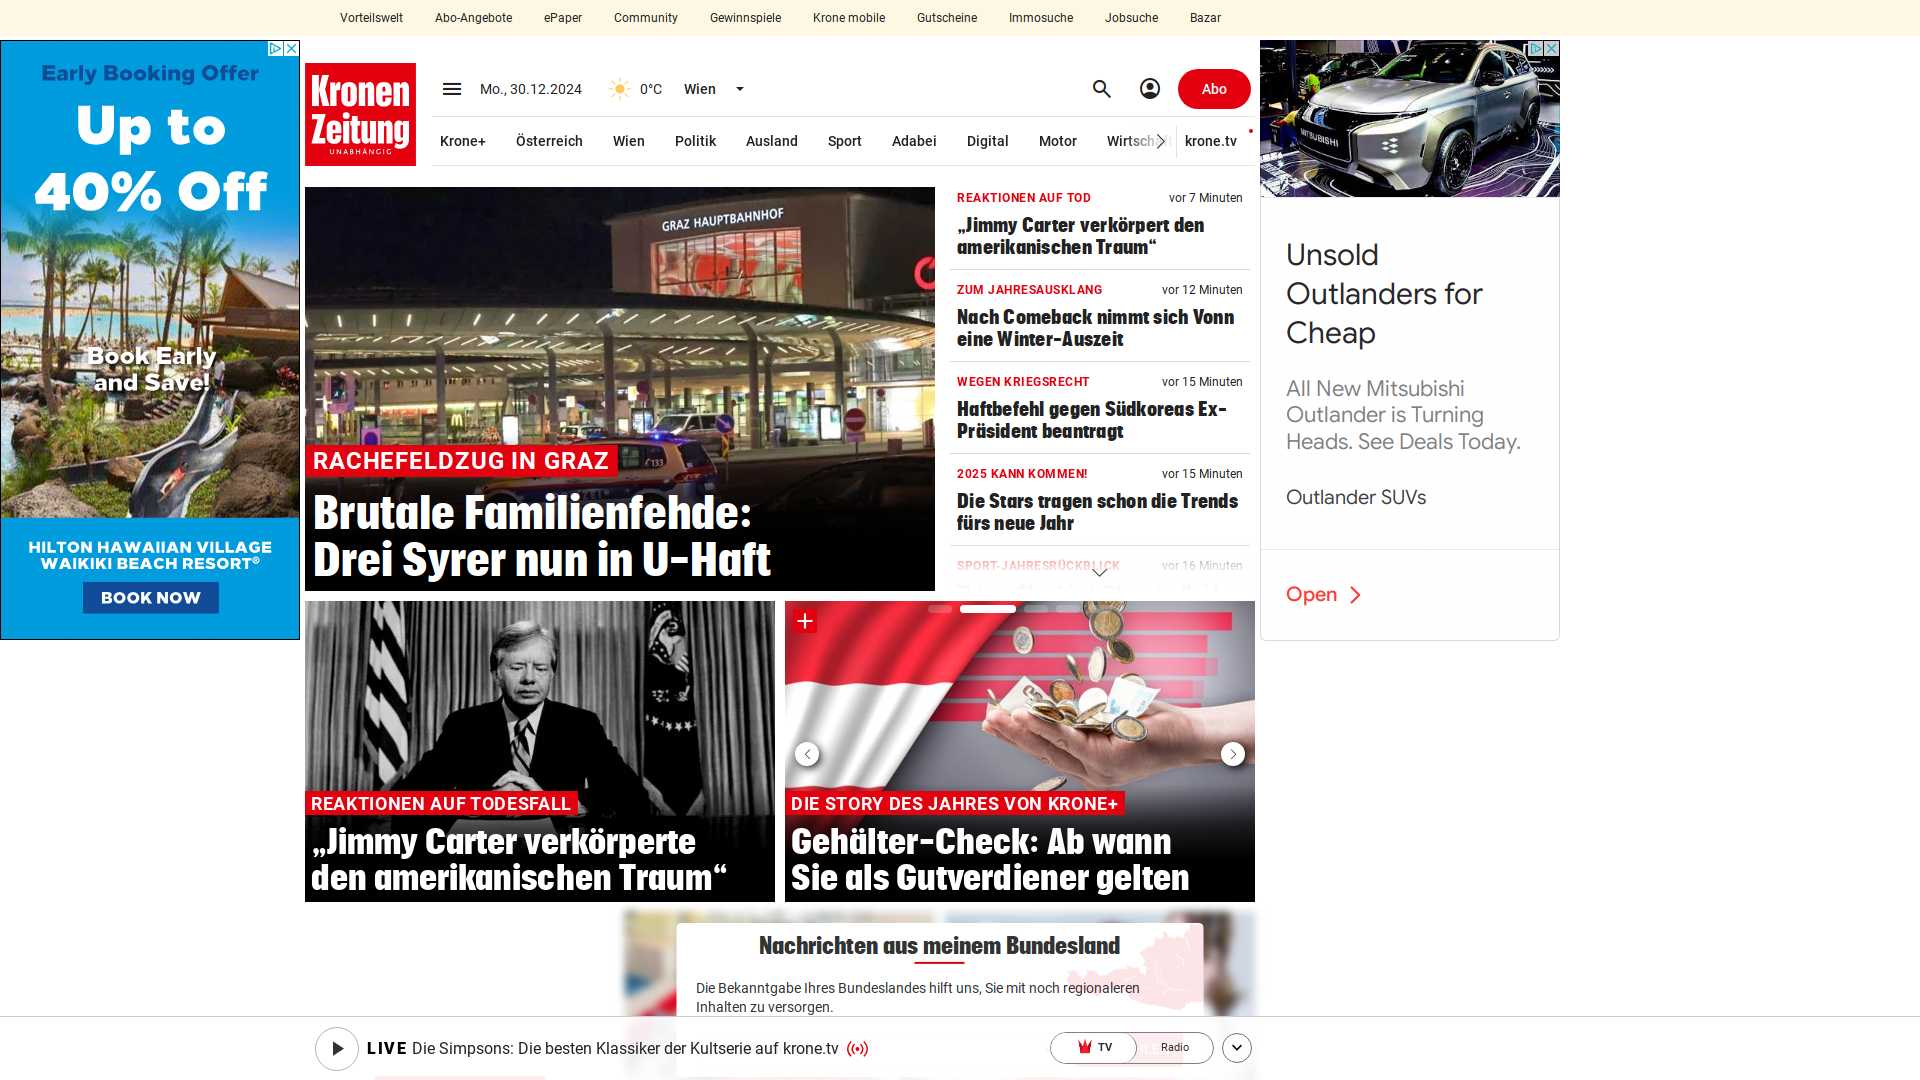 Vorteilswelt
Abo-Angebote
ePaper
Community
Gewinnspiele
Krone mobile
Gutscheine
Immosuche
Jobsuche
Bazar
Early Booking Offer
Up to
40% Off
Book Early
and Save!
HILTON HAWAIIAN VILLAGE
WAIKIKI BEACH RESORT®
BOOK NOW
Kronen
Zeitung
UNABHÄNGIG
Mo., 30.12.2024
0°C
Wien
Abo
Krone+
Österreich
Wien
Politik
Ausland
Sport
Adabei
Digital
Motor
Wirtsch
krone.tv
GRAZ HAUPTBAHNHOF
133
RACHEFELDZUG IN GRAZ
Brutale Familienfehde:
Drei Syrer nun in U-Haft
REAKTIONEN AUF TOD
vor 7 Minuten
„Jimmy Carter verkörpert den
amerikanischen Traum“
ZUM JAHRESAUSKLANG
vor 12 Minuten
Nach Comeback nimmt sich Vonn
eine Winter-Auszeit
WEGEN KRIEGSRECHT
vor 15 Minuten
Haftbefehl gegen Südkoreas Ex-
Präsident beantragt
2025 KANN KOMMEN!
vor 15 Minuten
Die Stars tragen schon die Trends
fürs neue Jahr
SPORT-JAHRESRÜCKBLICK
vor 16 Minuten
REAKTIONEN AUF TODESFALL
„Jimmy Carter verkörperte
den amerikanischen Traum“
DIE STORY DES JAHRES VON KRONE+
Gehälter-Check: Ab wann
Sie als Gutverdiener gelten
MITSUBISHI
Unsold
Outlanders for
Cheap
All New Mitsubishi
Outlander is Turning
Heads. See Deals Today.
Outlander SUVs
Open
Nachrichten aus meinem Bundesland
Die Bekanntgabe Ihres Bundeslandes hilft uns, Sie mit noch regionaleren
Inhalten zu versorgen.
LIVE Die Simpsons: Die besten Klassiker der Kultserie auf krone.tv
TV
Radio